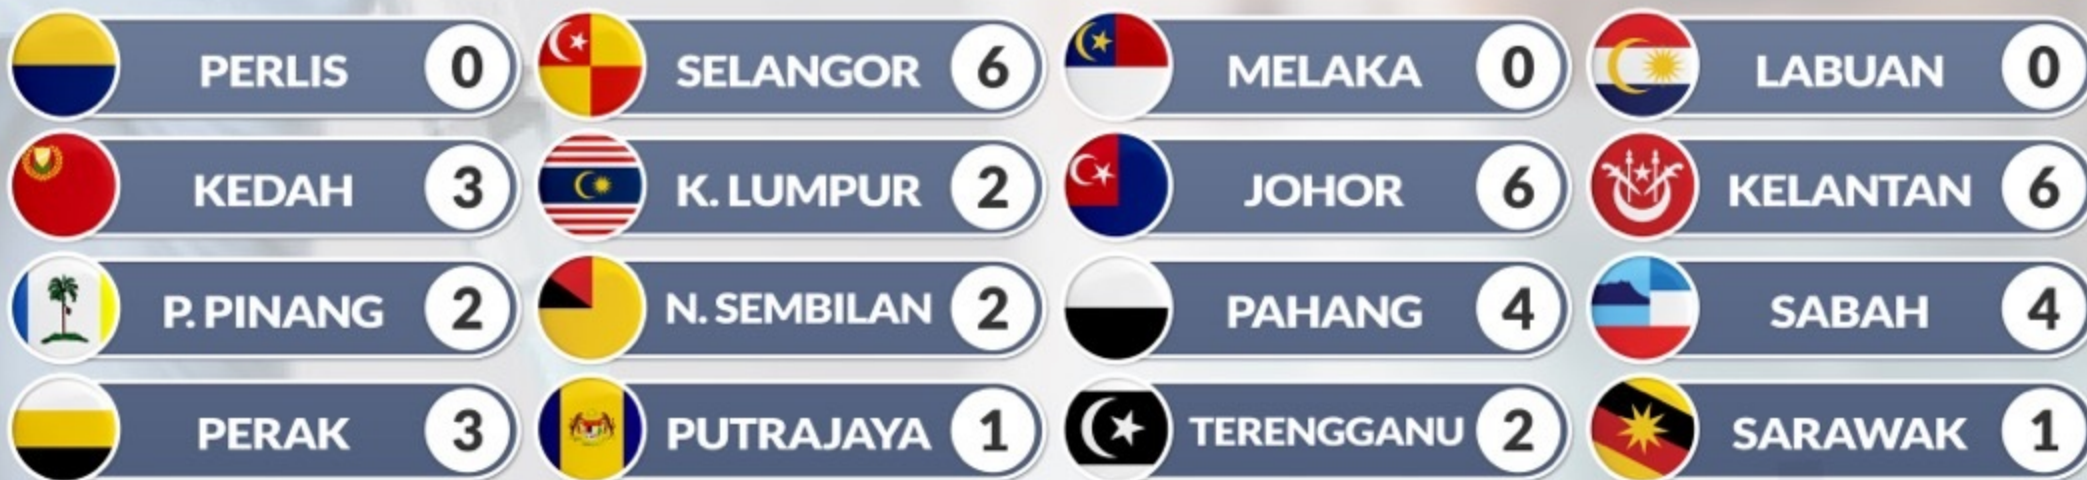 PERLIS 0
SELANGOR 6
MELAKA 0
LABUAN 0
KEDAH 3
K. LUMPUR 2
JOHOR 6
KELANTAN 6
P. PINANG 2
N. SEMBILAN 2
PAHANG 4
SABAH 4
PERAK 3
PUTRAJAYA 1
TERENGGANU 2
SARAWAK 1